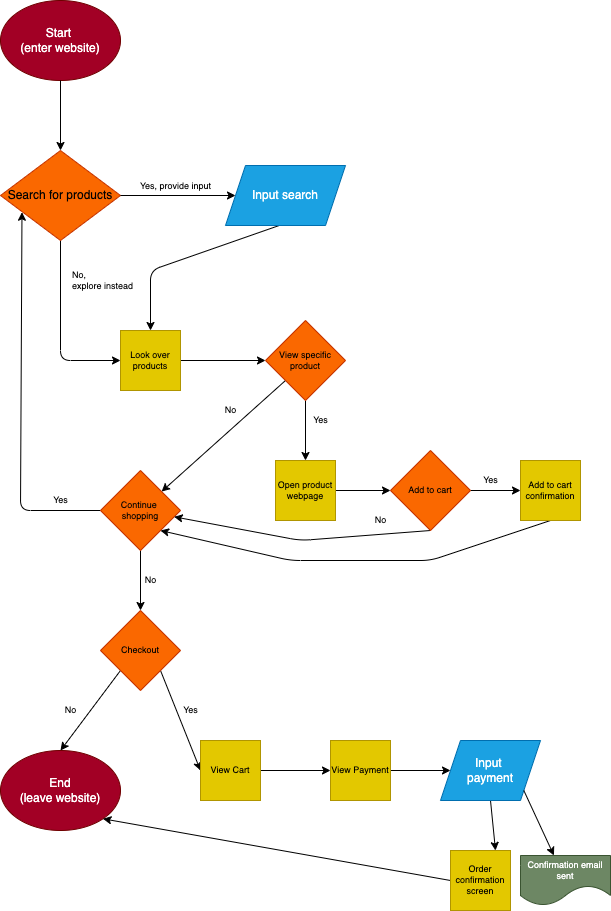 Start
(enter website)
Search for products
Yes, provide input
Input search
No,
explore instead
Look over
products
View specific
product
No
Yes
Open product
webpage
Add to cart
Yes
Add to cart
confirmation
Yes
Continue
shopping
No
No
Checkout
No
Yes
End
(leave website)
View Cart
View Payment
Input
payment
Order
confirmation
screen
Confirmation email
sent